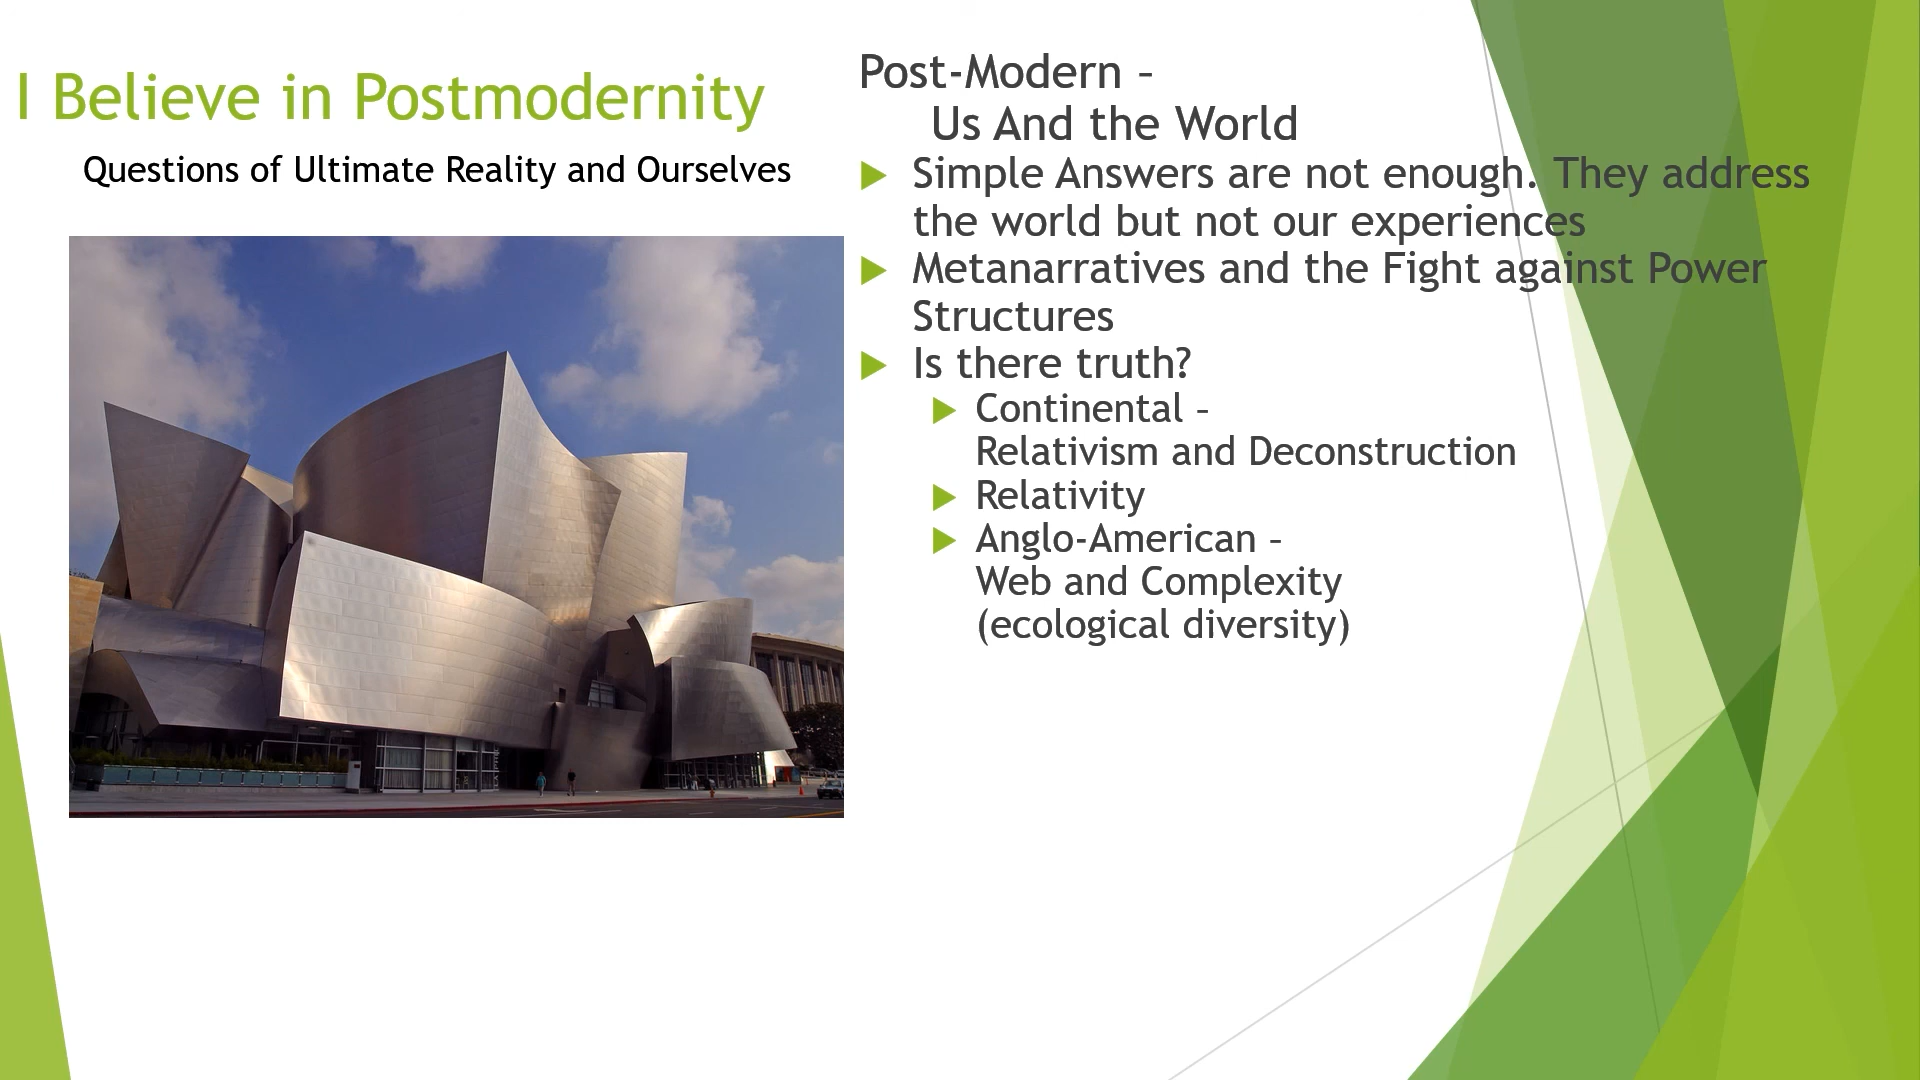 I Believe in Postmodernity
Questions of Ultimate Reality and Ourselves
Post-Modern –
Us And the World
Simple Answers are not enough. They address
the world but not our experiences
Metanarratives and the Fight against Power
Structures
Is there truth?
Continental –
Relativism and Deconstruction
Relativity
Anglo-American –
Web and Complexity
(ecological diversity)